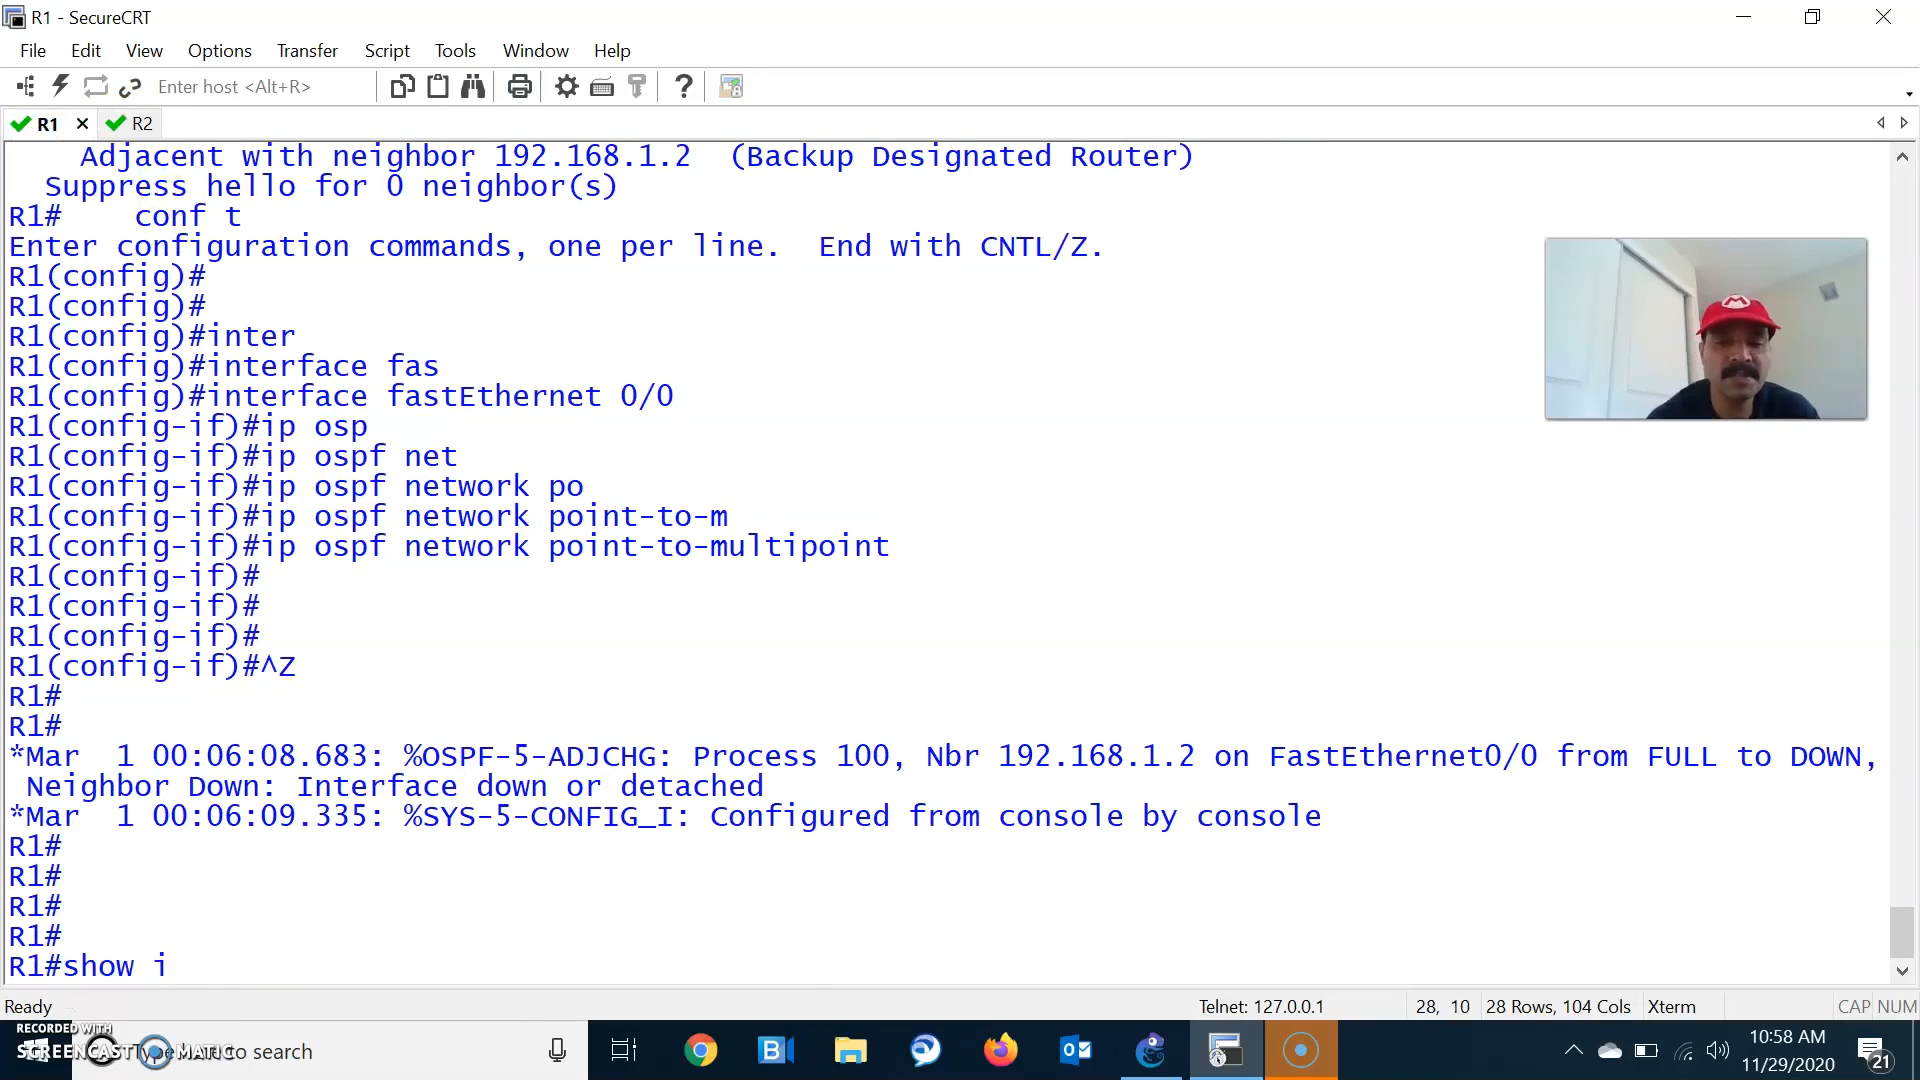 R1 - SecureCRT
File Edit View Options Transfer Script Tools Window Help
Enter host <Alt+R>
R1 R2
Adjacent with neighbor 192.168.1.2 (Backup Designated Router)
Suppress hello for 0 neighbor(s)
R1# conf t
Enter configuration commands, one per line. End with CNTL/Z.
R1(config)#
R1(config)#
R1(config)#inter
R1(config)#interface fas
R1(config)#interface fastEthernet 0/0
R1(config-if)#ip osp
R1(config-if)#ip ospf net
R1(config-if)#ip ospf network po
R1(config-if)#ip ospf network point-to-m
R1(config-if)#ip ospf network point-to-multipoint
R1(config-if)#
R1(config-if)#
R1(config-if)#
R1(config-if)#^Z
R1#
R1#
*Mar 1 00:06:08.683: %OSPF-5-ADJCHG: Process 100, Nbr 192.168.1.2 on FastEthernet0/0 from FULL to DOWN,
Neighbor Down: Interface down or detached
*Mar 1 00:06:09.335: %SYS-5-CONFIG_I: Configured from console by console
R1#
R1#
R1#
R1#
R1#show i
Ready Telnet: 127.0.0.1 28, 10 28 Rows, 104 Cols Xterm CAP NUM
RECORDED WITH
SCREENCAST MATIC
to search
10:58 AM
11/29/2020
21